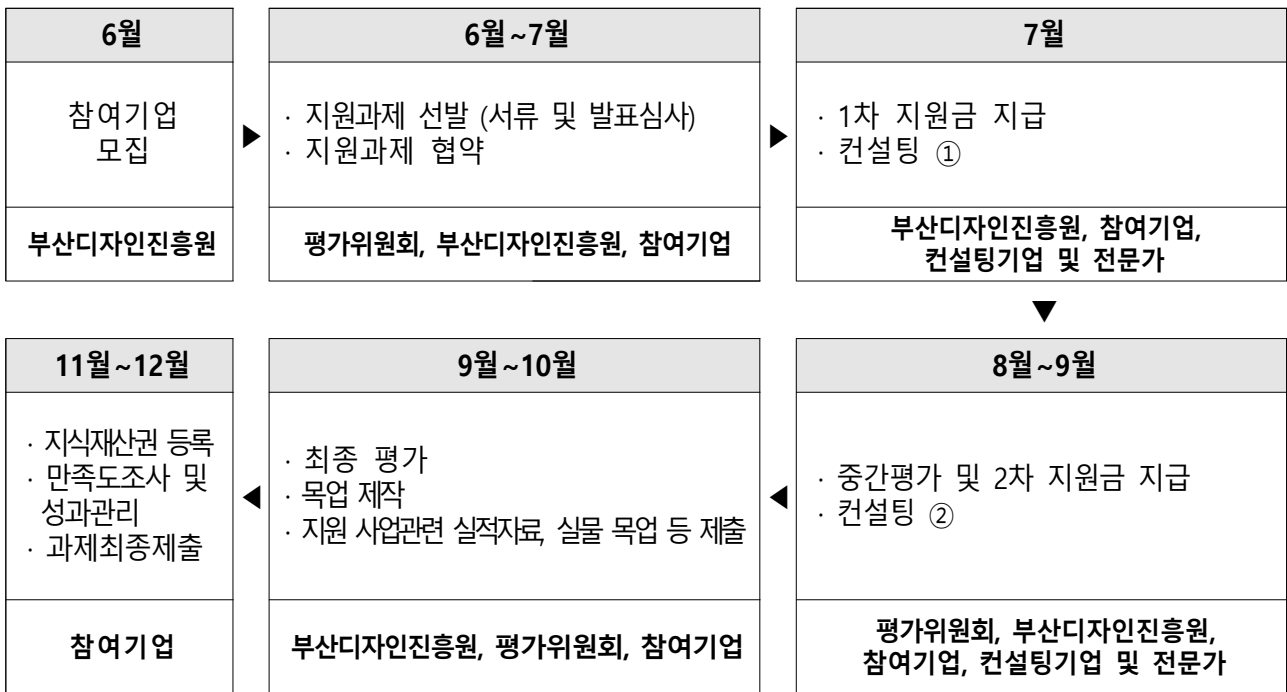 6월
참여기업
모집
부산디자인진흥원
▶
6월~7월
· 지원과제 선발 (서류 및 발표심사)
· 지원과제 협약
평가위원회, 부산디자인진흥원, 참여기업
▶
7월
· 1차 지원금 지급
· 컨설팅 ①
부산디자인진흥원, 참여기업,
컨설팅기업 및 전문가
▼
8월~9월
· 중간평가 및 2차 지원금 지급
· 컨설팅 ②
평가위원회, 부산디자인진흥원,
참여기업, 컨설팅기업 및 전문가
◀
9월~10월
· 최종 평가
· 목업 제작
· 지원 사업관련 실적자료, 실물 목업 등 제출
부산디자인진흥원, 평가위원회, 참여기업
◀
11월~12월
· 지식재산권 등록
· 만족도조사 및
성과관리
· 과제최종제출
참여기업